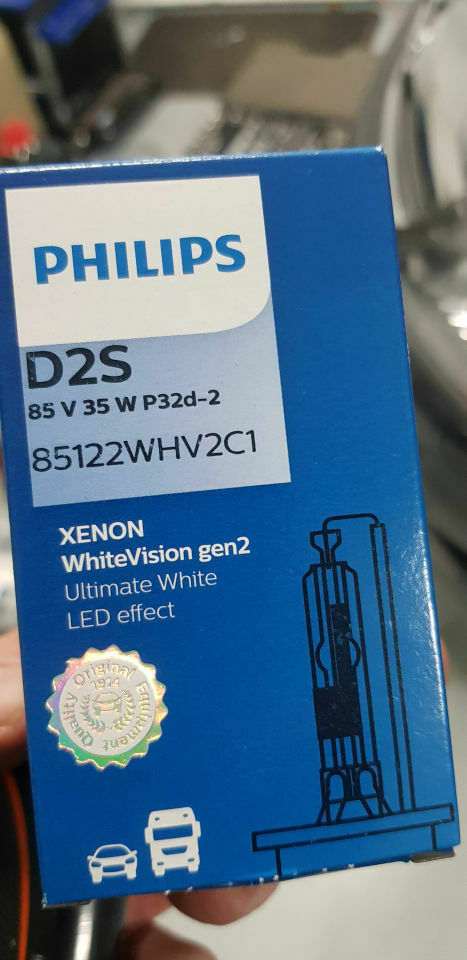 PHILIPS
D2S
85 V 35 W P32d-2
85122WHV2C1
XENON
WhiteVision gen2
Ultimate White
LED effect
Original
1914
Equipment
Quality